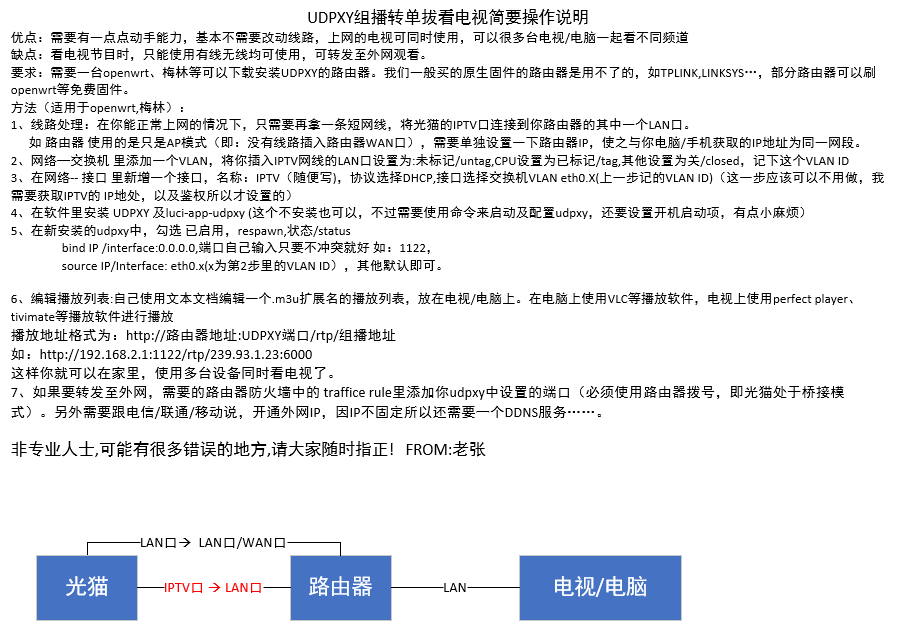 UDPXY组播转单拨看电视简要操作说明
优点：需要有一点点动手能力，基本不需要改动线路，上网的电视可同时使用，可以很多台电视/电脑一起看不同频道
缺点：看电视节目时，只能使用有线无线均可使用，可转发至外网观看。
要求：需要一台openwrt、梅林等可以下载安装UDPXY的路由器。我们一般买的原生固件的路由器是用不了的，如TPLINK,LINKSYS…，部分路由器可以刷
openwrt等免费固件。
方法（适用于openwrt,梅林）：
1、线路处理：在你能正常上网的情况下，只需要再拿一条短网线，将光猫的IPTV口连接到你路由器的其中一个LAN口。
如 路由器 使用的是只是AP模式（即：没有线路插入路由器WAN口），需要单独设置一下路由器IP，使之与你电脑/手机获取的IP地址为同一网段。
2、网络—交换机 里添加一个VLAN，将你插入IPTV网线的LAN口设置为:未标记/untag,CPU设置为已标记/tag,其他设置为关/closed，记下这个VLAN ID
3、在网络-- 接口 里新增一个接口，名称：IPTV（随便写)，协议选择DHCP,接口选择交换机VLAN eth0.X(上一步记的VLAN ID)（这一步应该可以不用做，我
需要获取IPTV的 IP地处，以及鉴权所以才设置的）
4、在软件里安装 UDPXY 及luci-app-udpxy (这个不安装也可以，不过需要使用命令来启动及配置udpxy，还要设置开机启动项，有点小麻烦）
5、在新安装的udpxy中，勾选 已启用，respawn,状态/status
bind IP /interface:0.0.0.0,端口自己输入只要不冲突就好 如：1122，
source IP/Interface: eth0.x(x为第2步里的VLAN ID），其他默认即可。
6、编辑播放列表:自己使用文本文档编辑一个.m3u扩展名的播放列表，放在电视/电脑上。在电脑上使用VLC等播放软件，电视上使用perfect player、
tivimate等播放软件进行播放
播放地址格式为：http://路由器地址:UDPXY端口/rtp/组播地址
如：http://192.168.2.1:1122/rtp/239.93.1.23:6000
这样你就可以在家里，使用多台设备同时看电视了。
7、如果要转发至外网，需要的路由器防火墙中的 traffice rule里添加你udpxy中设置的端口（必须使用路由器拨号，即光猫处于桥接模
式）。另外需要跟电信/联通/移动说，开通外网IP，因IP不固定所以还需要一个DDNS服务……。
非专业人士,可能有很多错误的地方,请大家随时指正！FROM:老张
LAN口→ LAN口/WAN口
光猫
IPTV口 → LAN口
路由器
LAN
电视/电脑